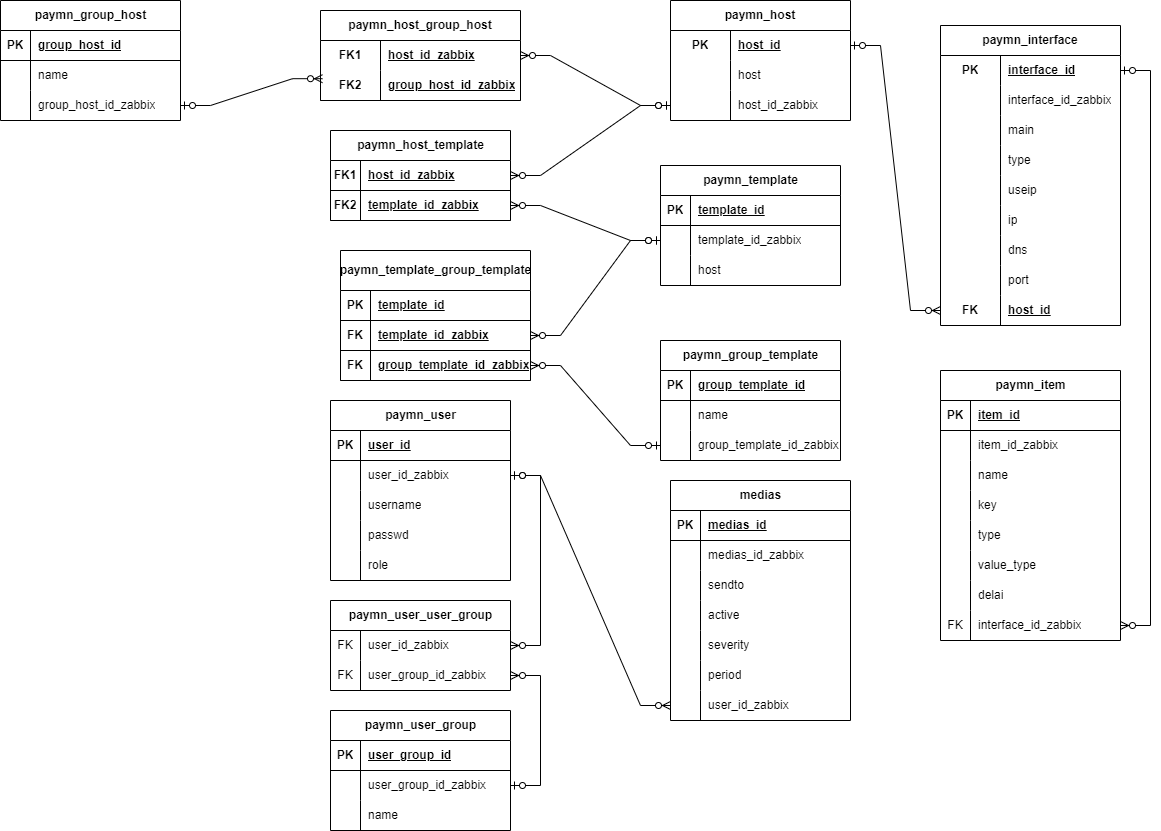 paymn_group_host
PK group_host_id
name
group_host_id_zabbix
paymn_host_group_host
FK1 host_id_zabbix
FK2 group_host_id_zabbix
paymn_host
PK host_id
host
host_id_zabbix
paymn_interface
PK interface_id
interface_id_zabbix
main
type
useip
ip
dns
port
FK host_id
paymn_host_template
FK1 host_id_zabbix
FK2 template_id_zabbix
paymn_template
PK template_id
template_id_zabbix
host
paymn_template_group_template
PK template_id
FK template_id_zabbix
FK group_template_id_zabbix
paymn_group_template
PK group_template_id
name
group_template_id_zabbix
paymn_item
PK item_id
item_id_zabbix
name
key
type
value_type
delai
FK interface_id_zabbix
paymn_user
PK user_id
user_id_zabbix
username
passwd
role
medias
PK medias_id
medias_id_zabbix
sendto
active
severity
period
user_id_zabbix
paymn_user_user_group
FK user_id_zabbix
FK user_group_id_zabbix
paymn_user_group
PK user_group_id
user_group_id_zabbix
name